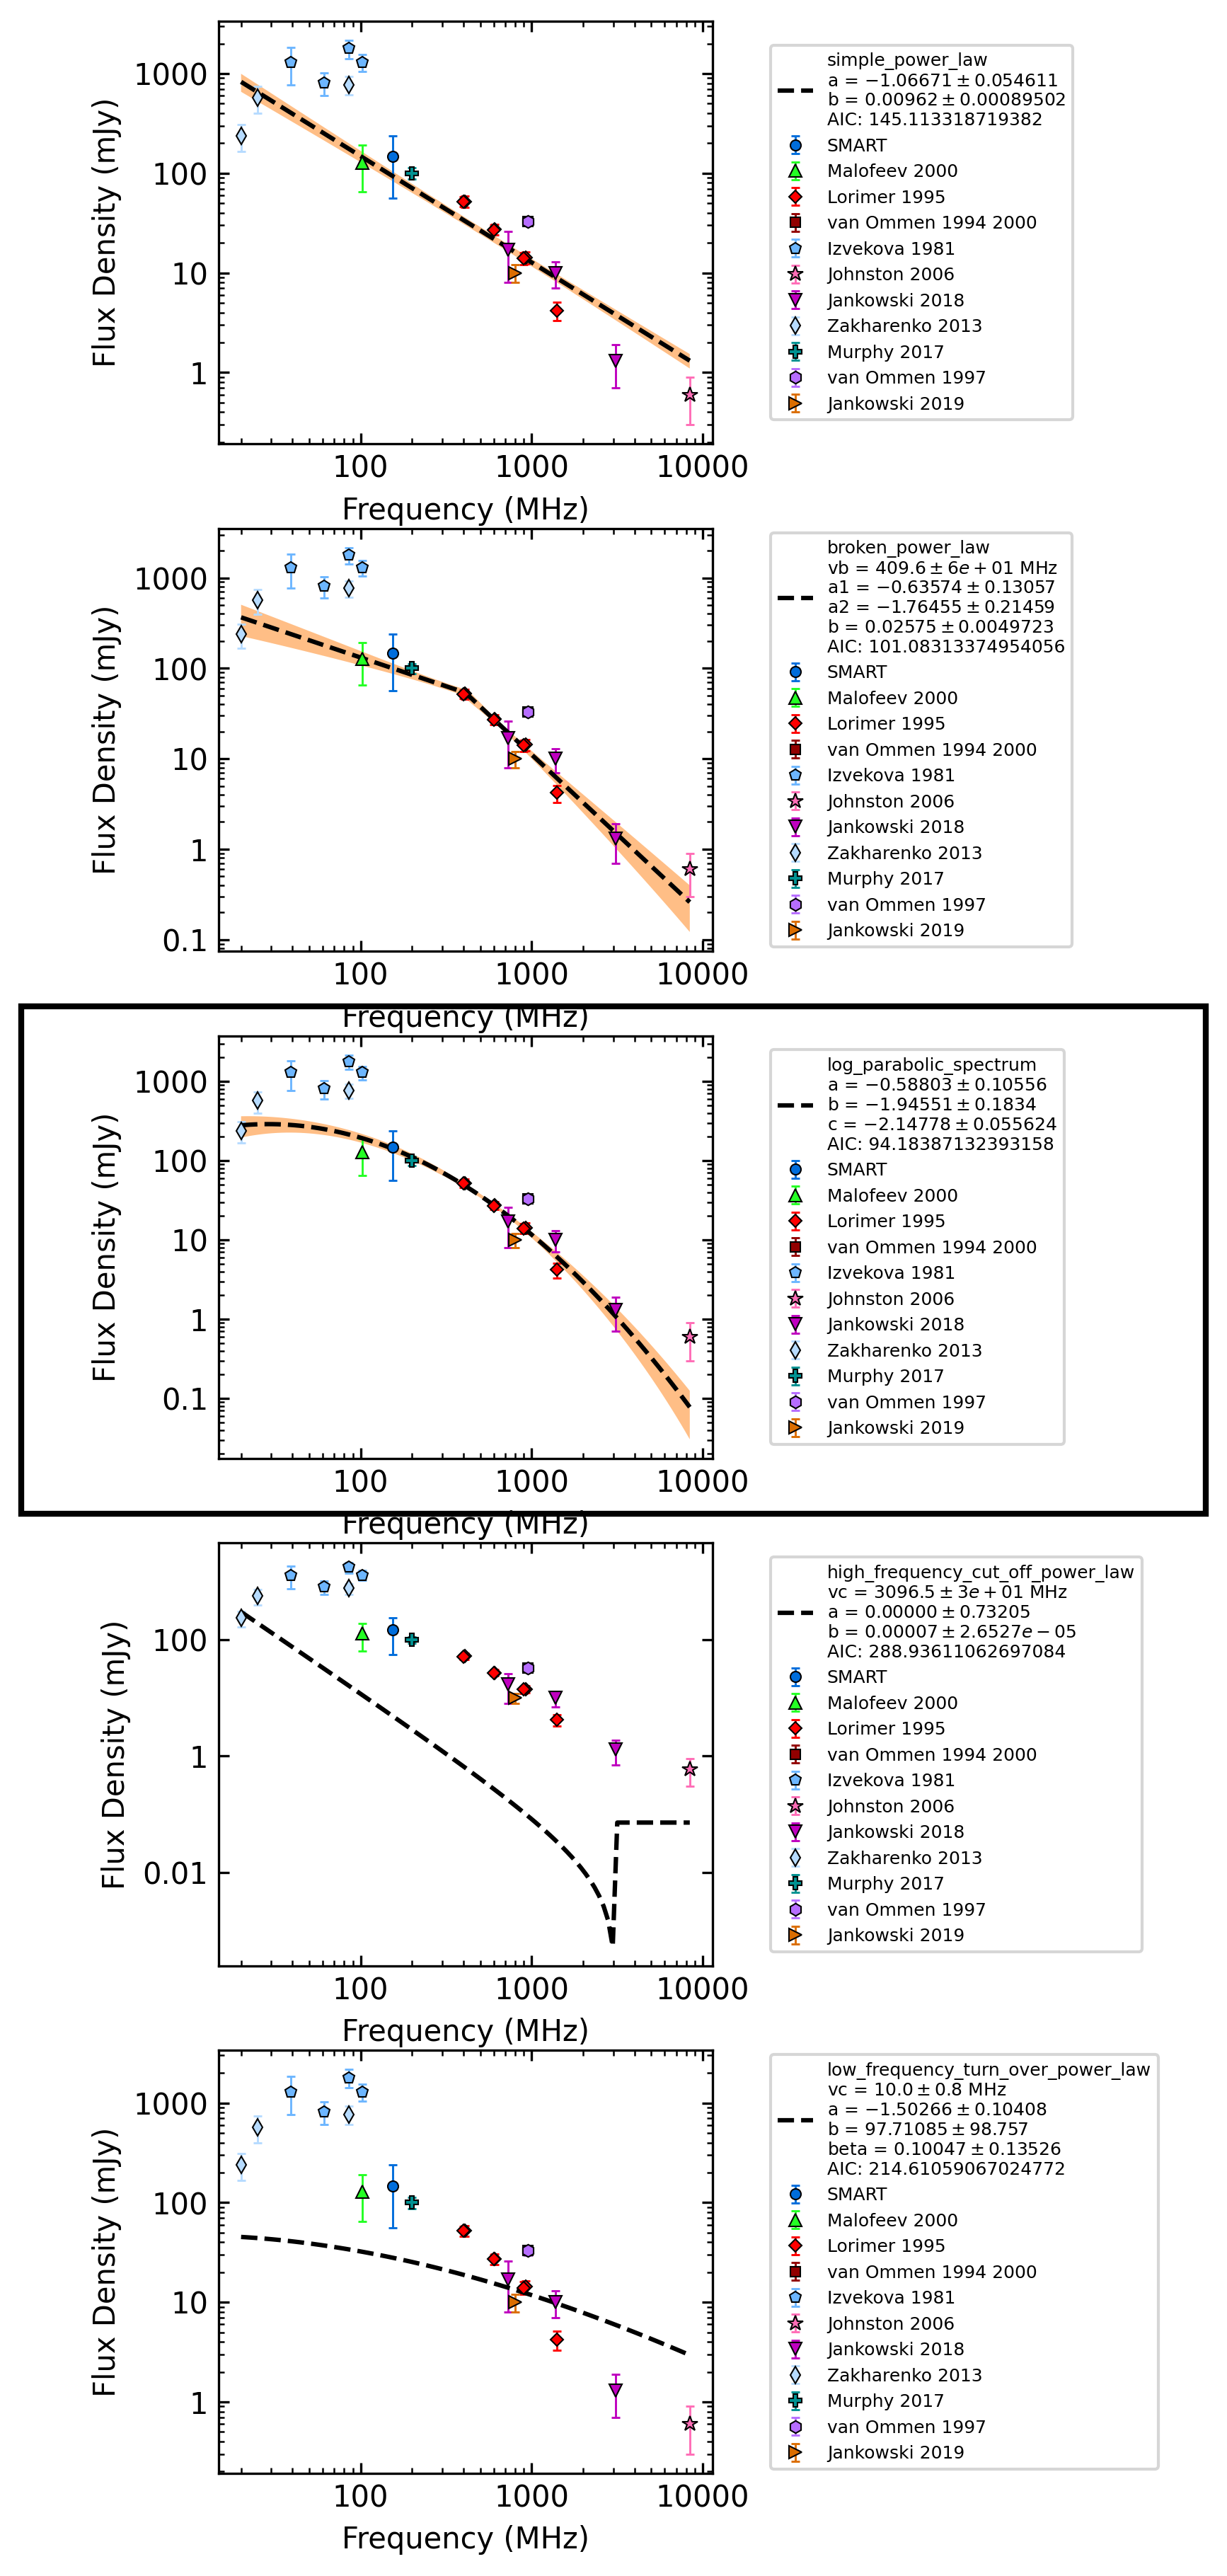 1000
100
10
1
Flux Density (mJy)
100
1000
10000
Frequency (MHz)
simple_power_law
a = −1.06671 ± 0.054611
b = 0.00962 ± 0.00089502
AIC: 145.113318719382
SMART
Malofeev 2000
Lorimer 1995
van Ommen 1994 2000
Izvekova 1981
Johnston 2006
Jankowski 2018
Zakharenko 2013
Murphy 2017
van Ommen 1997
Jankowski 2019
1000
100
10
1
0.1
Flux Density (mJy)
100
1000
10000
Frequency (MHz)
broken_power_law
vb = 409.6 ± 6e + 01 MHz
a1 = −0.63574 ± 0.13057
a2 = −1.76455 ± 0.21459
b = 0.02575 ± 0.0049723
AIC: 101.08313374954056
SMART
Malofeev 2000
Lorimer 1995
van Ommen 1994 2000
Izvekova 1981
Johnston 2006
Jankowski 2018
Zakharenko 2013
Murphy 2017
van Ommen 1997
Jankowski 2019
1000
100
10
1
0.1
Flux Density (mJy)
100
1000
10000
Frequency (MHz)
log_parabolic_spectrum
a = −0.58803 ± 0.10556
b = −1.94551 ± 0.1834
c = −2.14778 ± 0.055624
AIC: 94.18387132393158
SMART
Malofeev 2000
Lorimer 1995
van Ommen 1994 2000
Izvekova 1981
Johnston 2006
Jankowski 2018
Zakharenko 2013
Murphy 2017
van Ommen 1997
Jankowski 2019
100
1
0.01
Flux Density (mJy)
100
1000
10000
Frequency (MHz)
high_frequency_cut_off_power_law
vc = 3096.5 ± 3e + 01 MHz
a = 0.00000 ± 0.73205
b = 0.00007 ± 2.6527e − 05
AIC: 288.93611062697084
SMART
Malofeev 2000
Lorimer 1995
van Ommen 1994 2000
Izvekova 1981
Johnston 2006
Jankowski 2018
Zakharenko 2013
Murphy 2017
van Ommen 1997
Jankowski 2019
1000
100
10
1
Flux Density (mJy)
100
1000
10000
Frequency (MHz)
low_frequency_turn_over_power_law
vc = 10.0 ± 0.8 MHz
a = −1.50266 ± 0.10408
b = 97.71085 ± 98.757
beta = 0.10047 ± 0.13526
AIC: 214.61059067024772
SMART
Malofeev 2000
Lorimer 1995
van Ommen 1994 2000
Izvekova 1981
Johnston 2006
Jankowski 2018
Zakharenko 2013
Murphy 2017
van Ommen 1997
Jankowski 2019